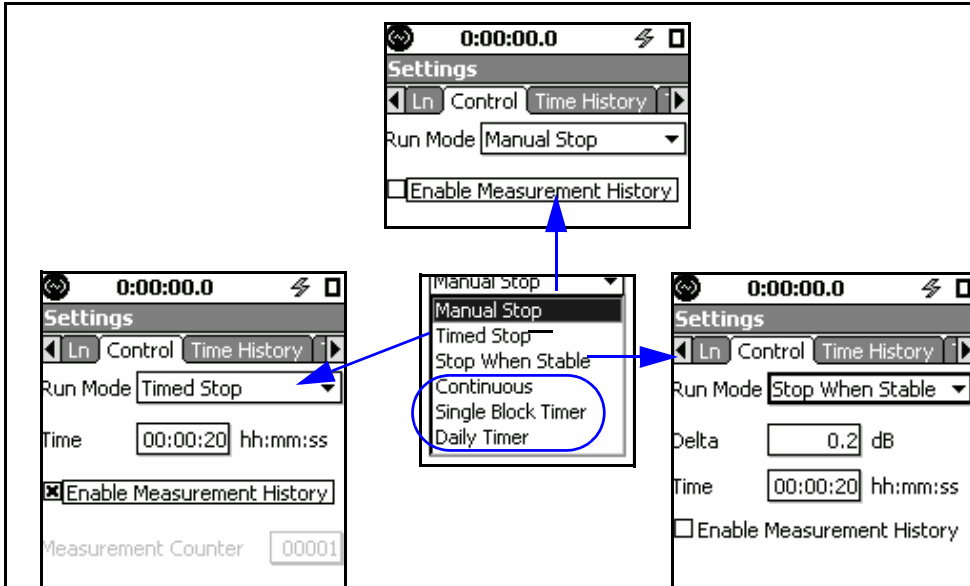 0:00:00.0
Settings
Ln Control Time History
Run Mode Manual Stop
Enable Measurement History
0:00:00.0
Settings
Ln Control Time History
Run Mode Timed Stop
Time 00:00:20 hh:mm:ss
Enable Measurement History
Measurement Counter 00001
Manual Stop
Manual Stop
Timed Stop
Stop When Stable
Continuous
Single Block Timer
Daily Timer
0:00:00.0
Settings
Ln Control Time History
Run Mode Stop When Stable
Delta 0.2 dB
Time 00:00:20 hh:mm:ss
Enable Measurement History